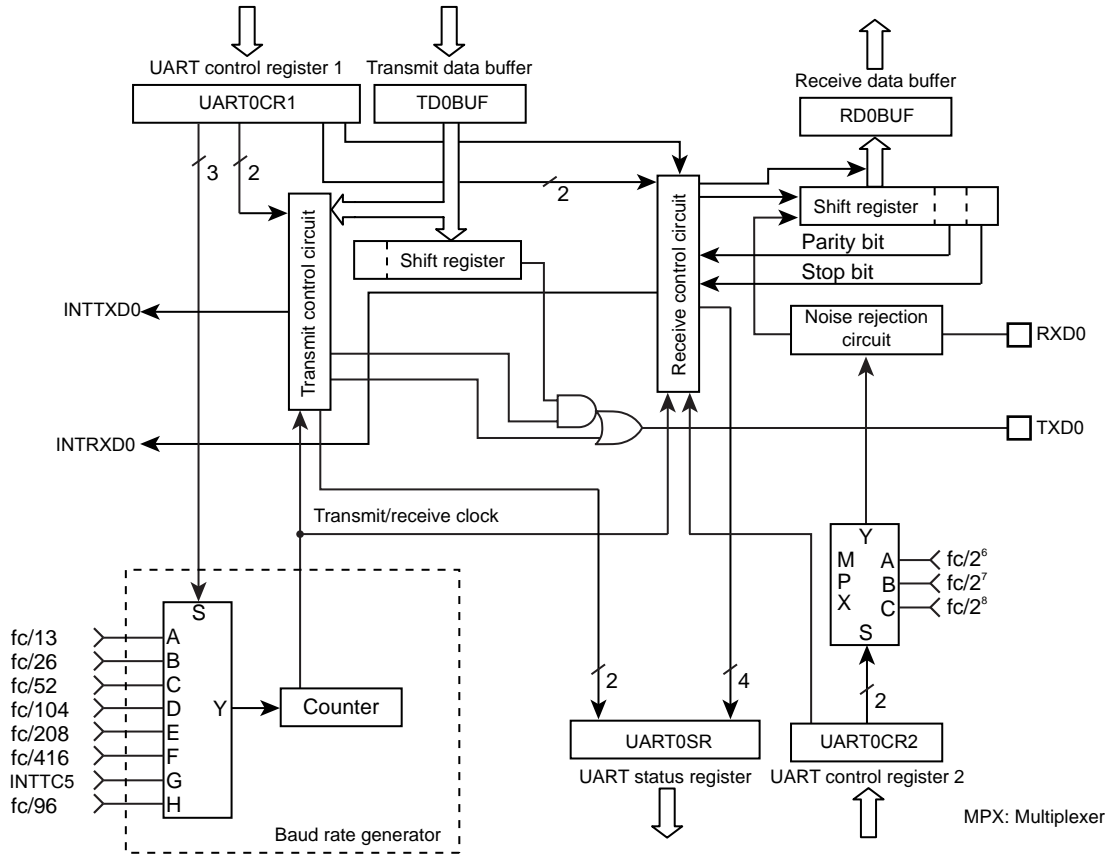 UART control register 1
Transmit data buffer
Receive data buffer
UART0CR1
TD0BUF
RD0BUF
3
2
2
Transmit control circuit
Receive control circuit
Shift register
Shift register
Parity bit
Stop bit
INTTXD0
Noise rejection
circuit
RXD0
INTRXD0
TXD0
Transmit/receive clock
Y
M
P
X
A
B
C
S
fc/2⁶
fc/2⁷
fc/2⁸
S
fc/13
A
fc/26
B
fc/52
C
fc/104
D
fc/208
E
fc/416
F
INTTC5
G
fc/96
H
Y
Counter
2
4
2
UART0SR
UART0CR2
UART status register
UART control register 2
Baud rate generator
MPX: Multiplexer